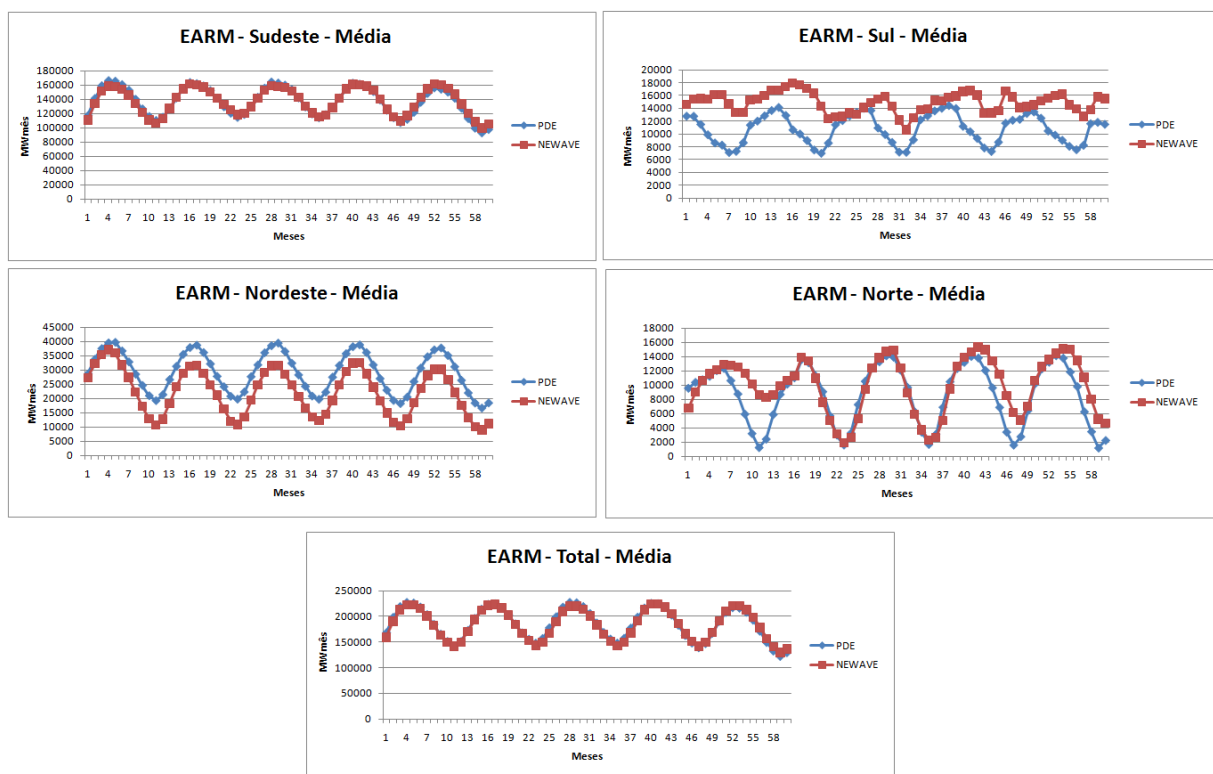 EARM - Sudeste - Média
MWmês
180000
160000
140000
120000
100000
80000
60000
40000
20000
0
1 4 7 10 13 16 19 22 25 28 31 34 37 40 43 46 49 52 55 58
Meses
PDE
NEWAVE
EARM - Sul - Média
MWmês
20000
18000
16000
14000
12000
10000
8000
6000
4000
2000
0
1 4 7 10 13 16 19 22 25 28 31 34 37 40 43 46 49 52 55 58
Meses
PDE
NEWAVE
EARM - Nordeste - Média
MWmês
45000
40000
35000
30000
25000
20000
15000
10000
5000
0
1 4 7 10 13 16 19 22 25 28 31 34 37 40 43 46 49 52 55 58
Meses
PDE
NEWAVE
EARM - Norte - Média
MWmês
18000
16000
14000
12000
10000
8000
6000
4000
2000
0
1 4 7 10 13 16 19 22 25 28 31 34 37 40 43 46 49 52 55 58
Meses
PDE
NEWAVE
EARM - Total - Média
MWmês
250000
200000
150000
100000
50000
0
1 4 7 10 13 16 19 22 25 28 31 34 37 40 43 46 49 52 55 58
Meses
PDE
NEWAVE